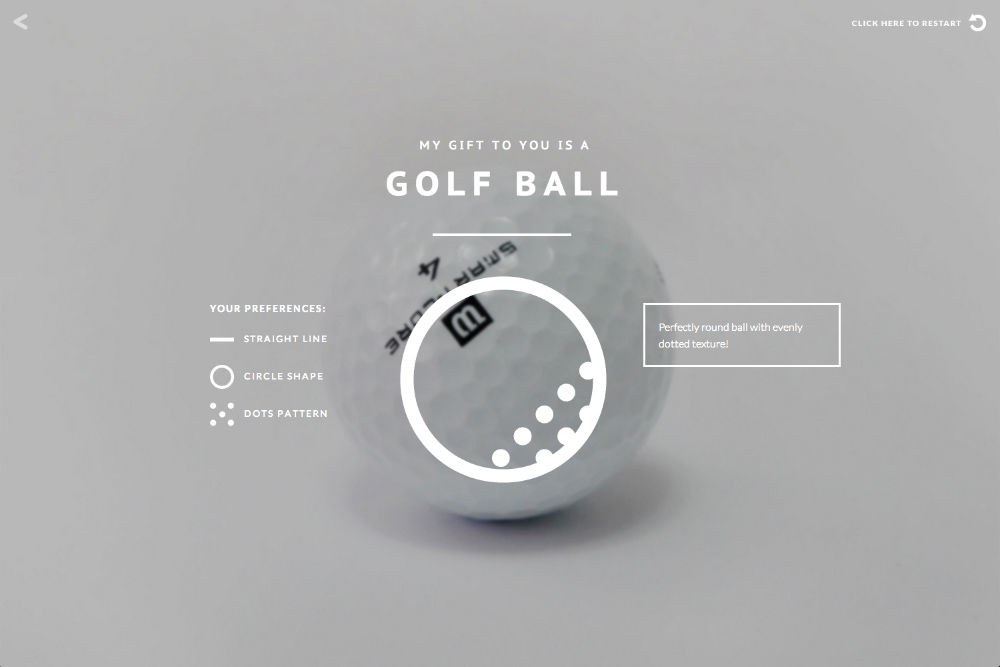 <
CLICK HERE TO RESTART
MY GIFT TO YOU IS A
GOLF BALL
4
SMARTCORE
YOUR PREFERENCES:
STRAIGHT LINE
CIRCLE SHAPE
DOTS PATTERN
Perfectly round ball with evenly
dotted texture!